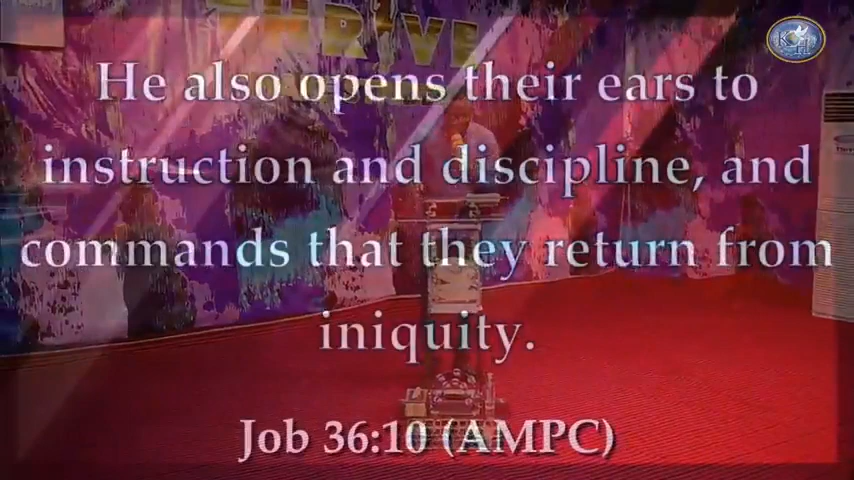 THRIVE
He also opens their ears to
instruction and discipline, and
commands that they return from
iniquity.
Job 36:10 (AMPC)